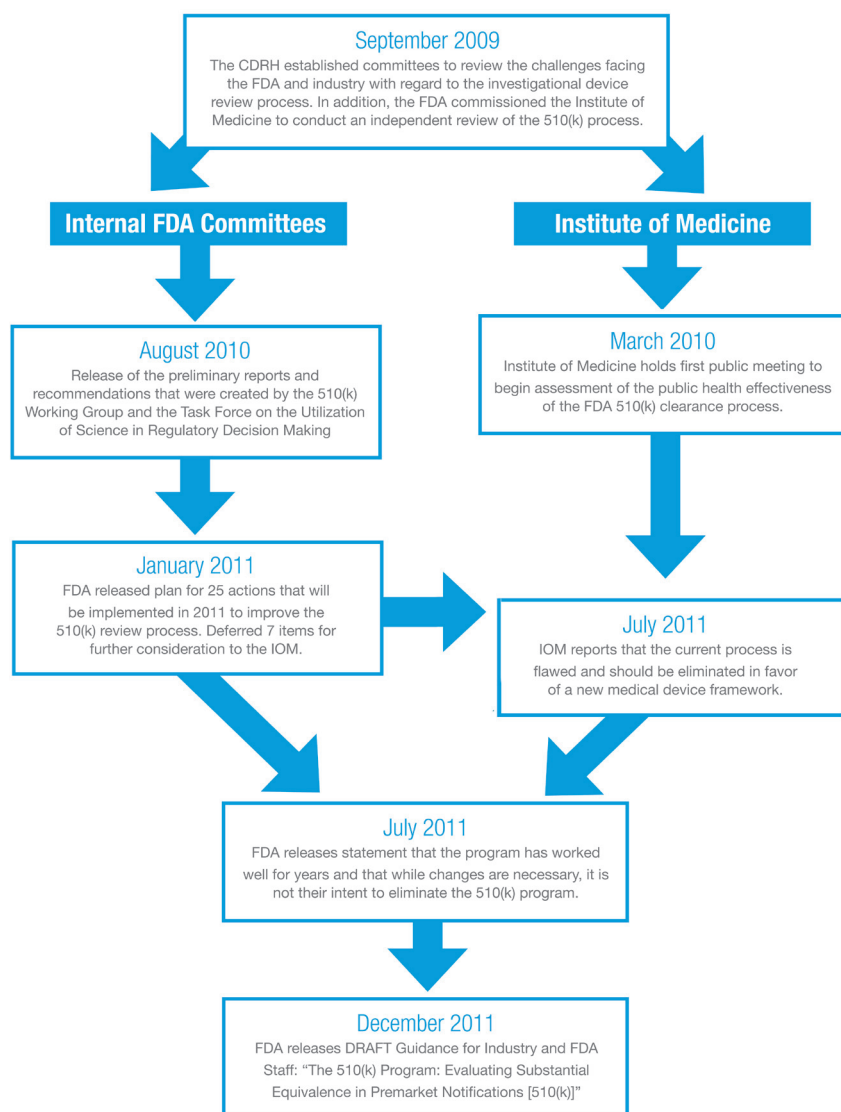 September 2009
The CDRH established committees to review the challenges facing
the FDA and industry with regard to the investigational device
review process. In addition, the FDA commissioned the Institute of
Medicine to conduct an independent review of the 510(k) process.
Internal FDA Committees
Institute of Medicine
August 2010
Release of the preliminary reports and
recommendations that were created by the 510(k)
Working Group and the Task Force on the Utilization
of Science in Regulatory Decision Making
March 2010
Institute of Medicine holds first public meeting to
begin assessment of the public health effectiveness
of the FDA 510(k) clearance process.
January 2011
FDA released plan for 25 actions that will
be implemented in 2011 to improve the
510(k) review process. Deferred 7 items for
further consideration to the IOM.
July 2011
IOM reports that the current process is
flawed and should be eliminated in favor
of a new medical device framework.
July 2011
FDA releases statement that the program has worked
well for years and that while changes are necessary, it is
not their intent to eliminate the 510(k) program.
December 2011
FDA releases DRAFT Guidance for Industry and FDA
Staff: “The 510(k) Program: Evaluating Substantial
Equivalence in Premarket Notifications [510(k)]”